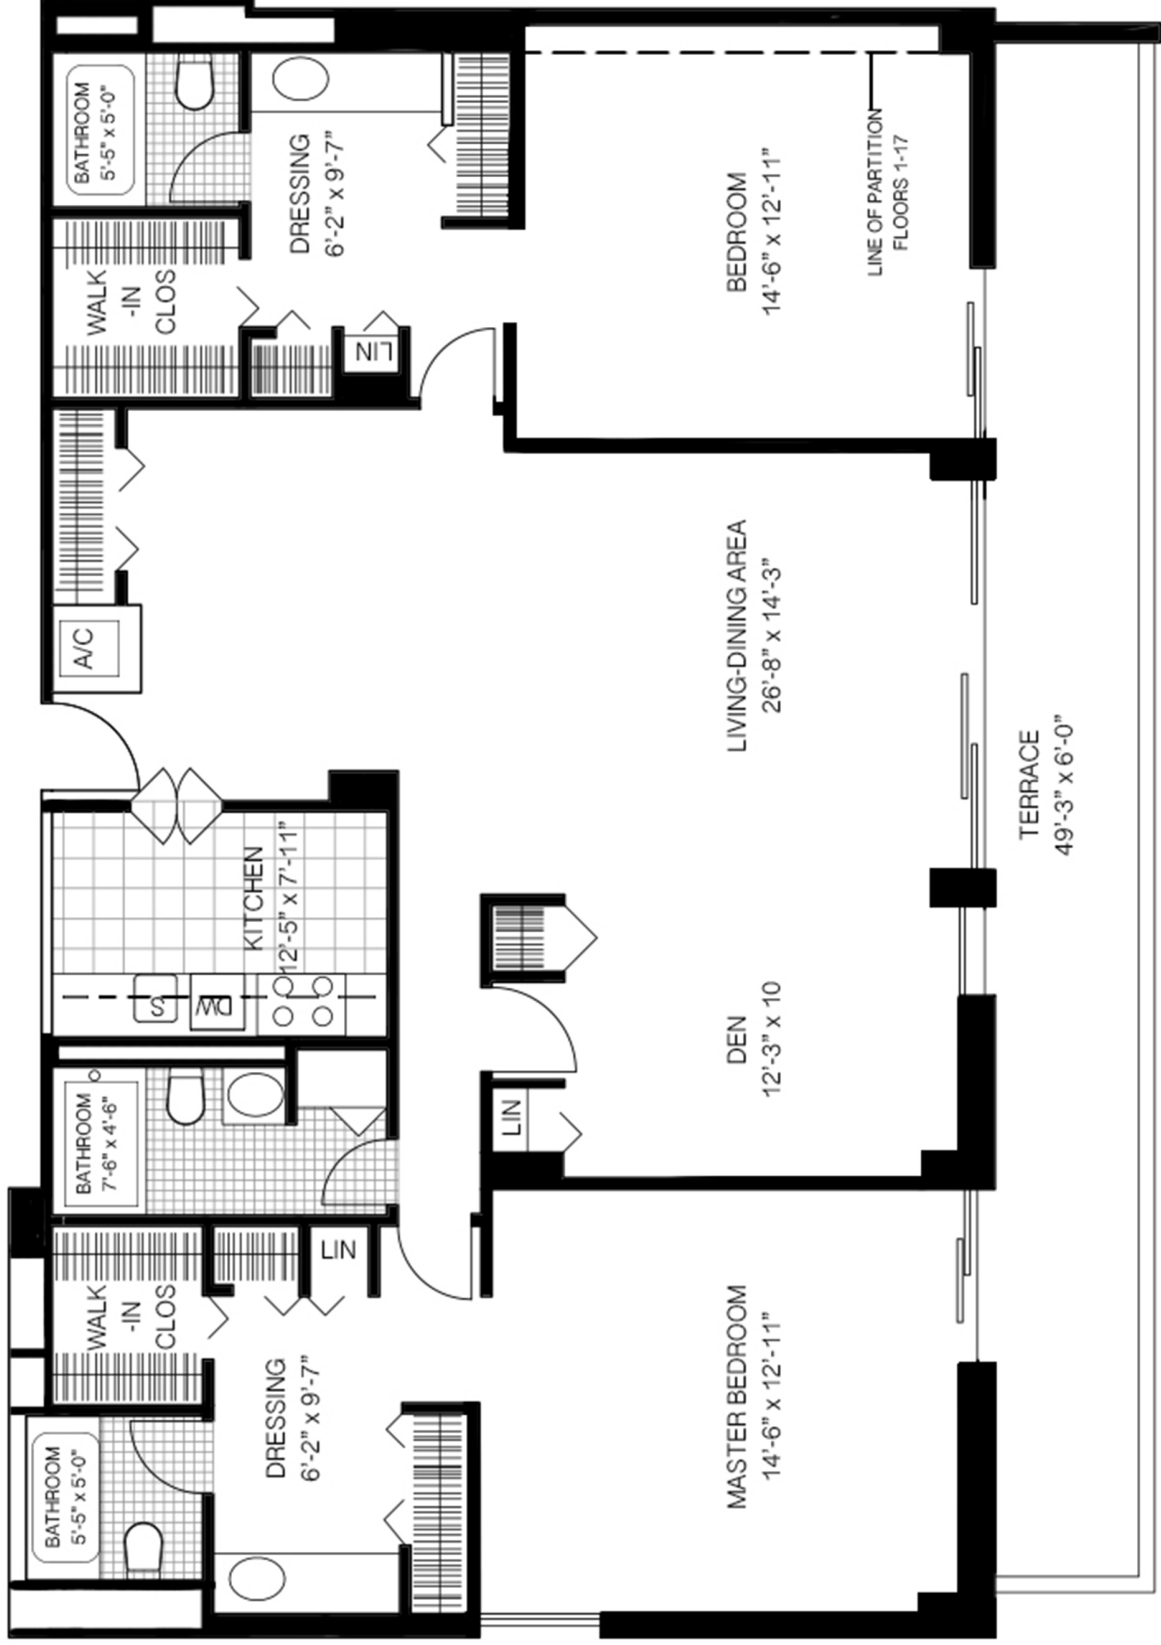 BATHROOM
5'-5" x 5'-0"
DRESSING
6'-2" x 9'-7"
WALK
-IN
CLOS
LIN
BEDROOM
14'-6" x 12'-11"
LINE OF PARTITION
FLOORS 1-17
A/C
LIVING-DINING AREA
26'-8" x 14'-3"
TERRACE
49'-3" x 6'-0"
KITCHEN
12'-5" x 7'-11"
S
DW
DEN
12'-3" x 10
LIN
BATHROOM
7'-6" x 4'-6"
WALK
-IN
CLOS
LIN
DRESSING
6'-2" x 9'-7"
MASTER BEDROOM
14'-6" x 12'-11"
BATHROOM
5'-5" x 5'-0"